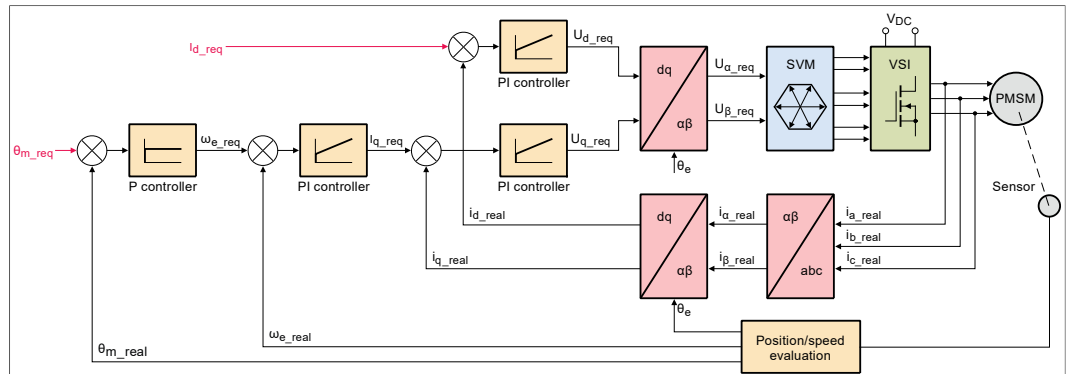 V_DC
I_d_req
U_d_req
PI controller
dq
αβ
U_α_req
U_β_req
SVM
VSI
PMSM
θ_m_req
P controller
ω_e_req
PI controller
I_q_req
PI controller
U_q_req
θ_e
Sensor
i_d_real
i_q_real
dq
αβ
i_α_real
i_β_real
αβ
abc
i_a_real
i_b_real
i_c_real
θ_e
ω_e_real
θ_m_real
Position/speed
evaluation